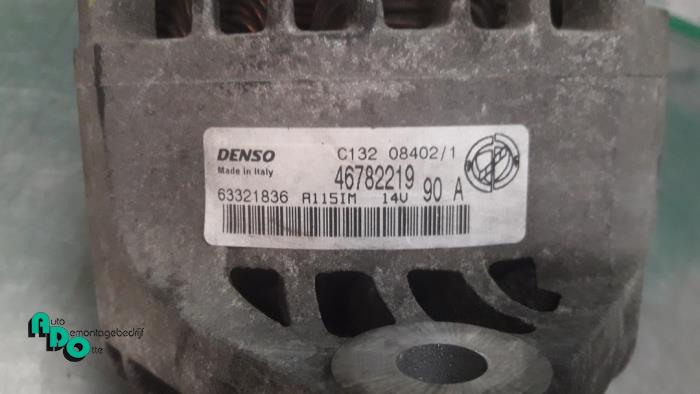 DENSO
Made in Italy
C132 08402/1
46782219
63321836 A115IM 14V 90 A
Auto
Demontagebedrijf
Otte